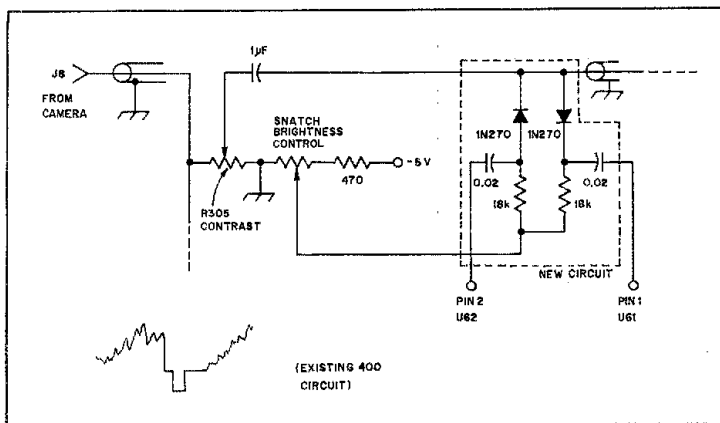 1µF
J8
FROM
CAMERA
SNATCH
BRIGHTNESS
CONTROL
1N270
1N270
-5V
470
0.02
0.02
R305
CONTRAST
18k
18k
NEW CIRCUIT
PIN 2
U62
PIN 1
U61
(EXISTING 400
CIRCUIT)